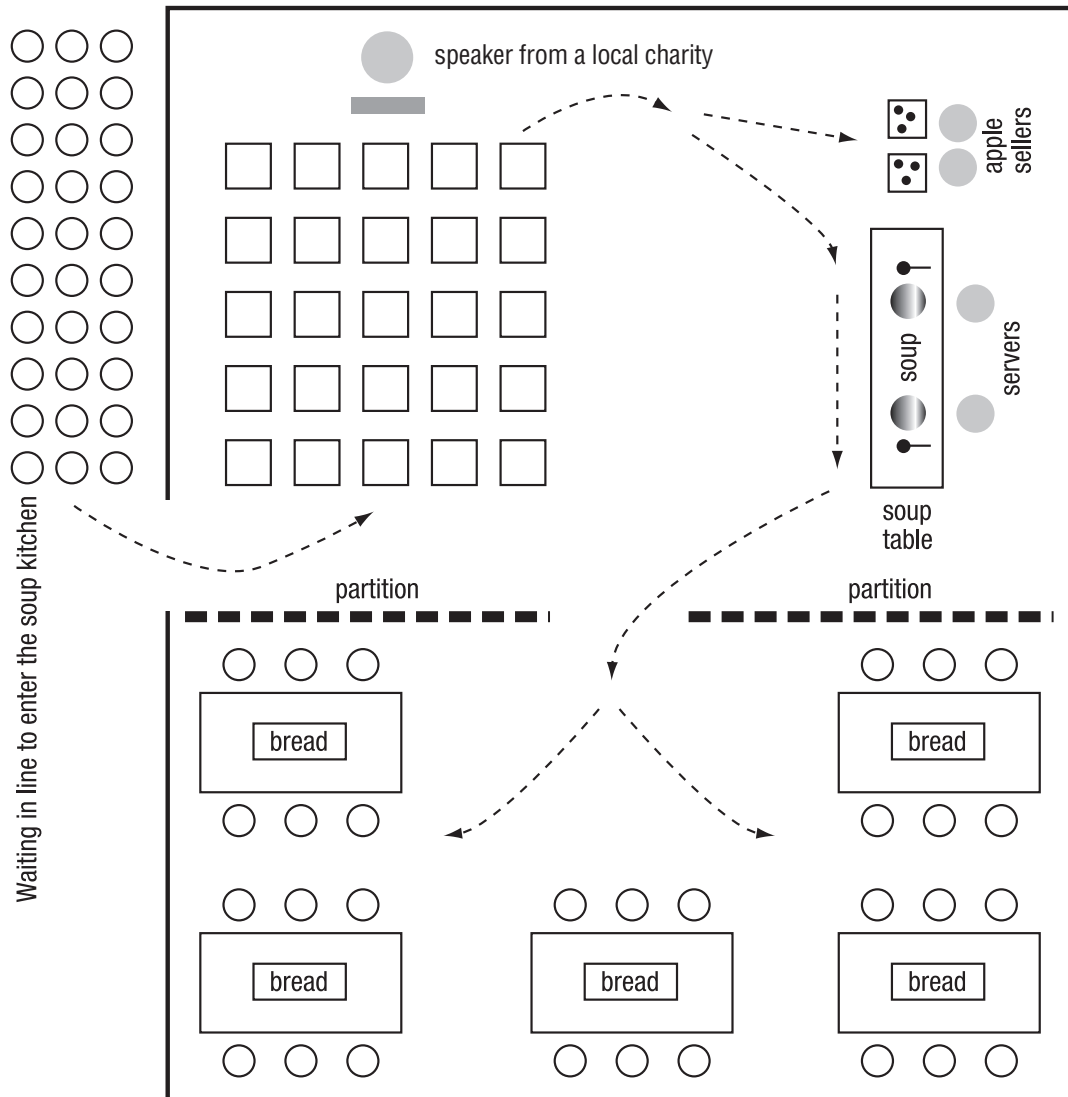 speaker from a local charity
apple
sellers
soup
servers
soup
table
Waiting in line to enter the soup kitchen
partition
partition
bread
bread
bread
bread
bread